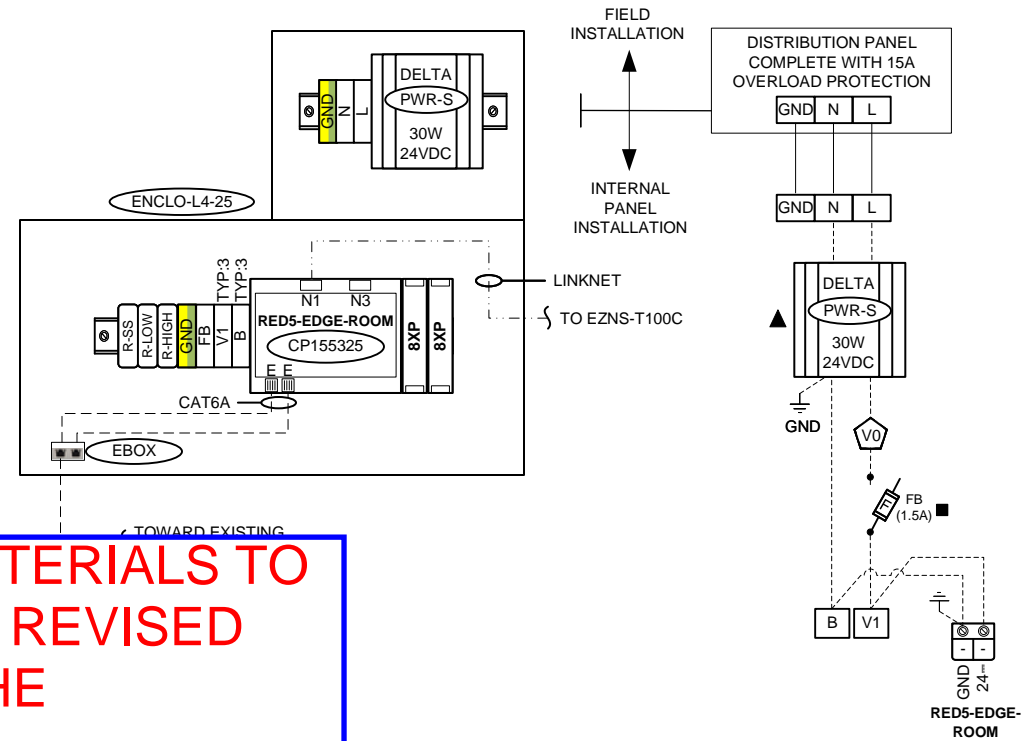 FIELD
INSTALLATION
DISTRIBUTION PANEL
COMPLETE WITH 15A
OVERLOAD PROTECTION
GND N L
INTERNAL
PANEL
INSTALLATION
GND N L
DELTA
PWR-S
30W
24VDC
GND
N
L
ENCLO-L4-25
TYP:3
TYP:3
R-SS
R-LOW
R-HIGH
GND
FB
V1
B
N1 N3
RED5-EDGE-ROOM
CP155325
E E
8XP
8XP
LINKNET
TO EZNS-T100C
CAT6A
EBOX
TOWARD EXISTING
DELTA
PWR-S
30W
24VDC
GND
V0
F
FB
(1.5A)
B V1
- -
GND
24
RED5-EDGE-
ROOM
TERIALS TO
REVISED
HE